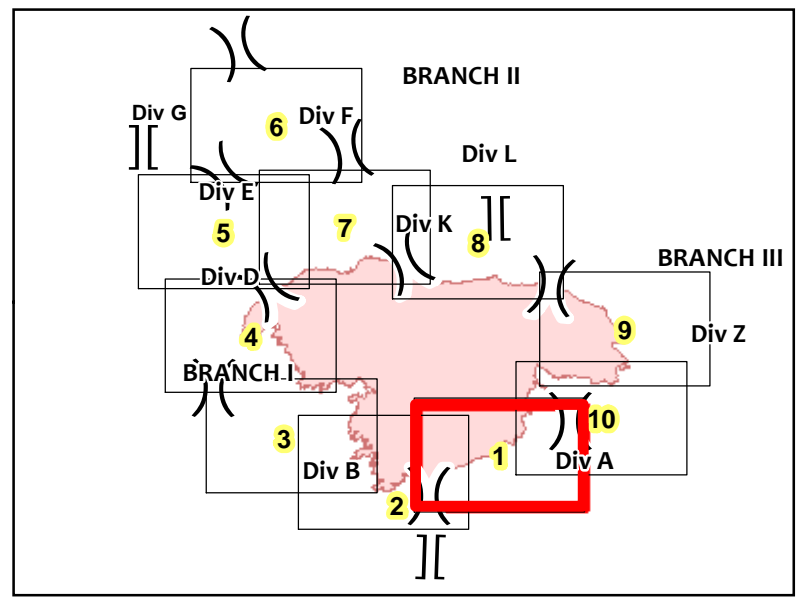 BRANCH II
Div G
Div F
6
Div L
Div E
5
7
Div K
8
][
BRANCH III
Div D
4
9
Div Z
BRANCH I
3
10
Div B
1
Div A
2
][